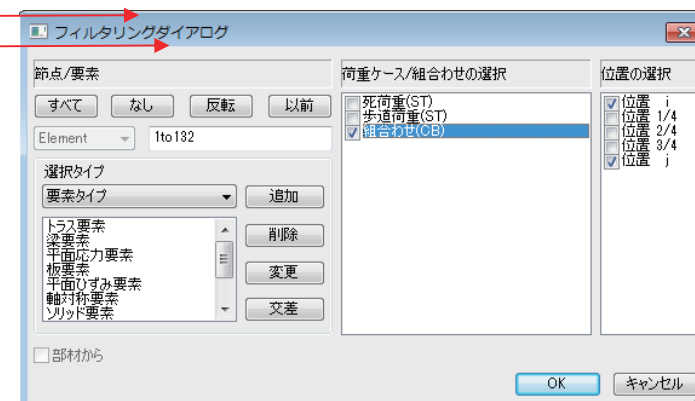 フィルタリングダイアログ
節点/要素
すべて
なし
反転
以前
Element
1to132
選択タイプ
要素タイプ
追加
トラス要素
梁要素
平面応力要素
板要素
平面ひずみ要素
軸対称要素
ソリッド要素
削除
変更
交差
部材から
荷重ケース/組合わせの選択
死荷重(ST)
歩道荷重(ST)
組合わせ(CB)
位置の選択
位置 i
位置 1/4
位置 2/4
位置 3/4
位置 j
OK
キャンセル